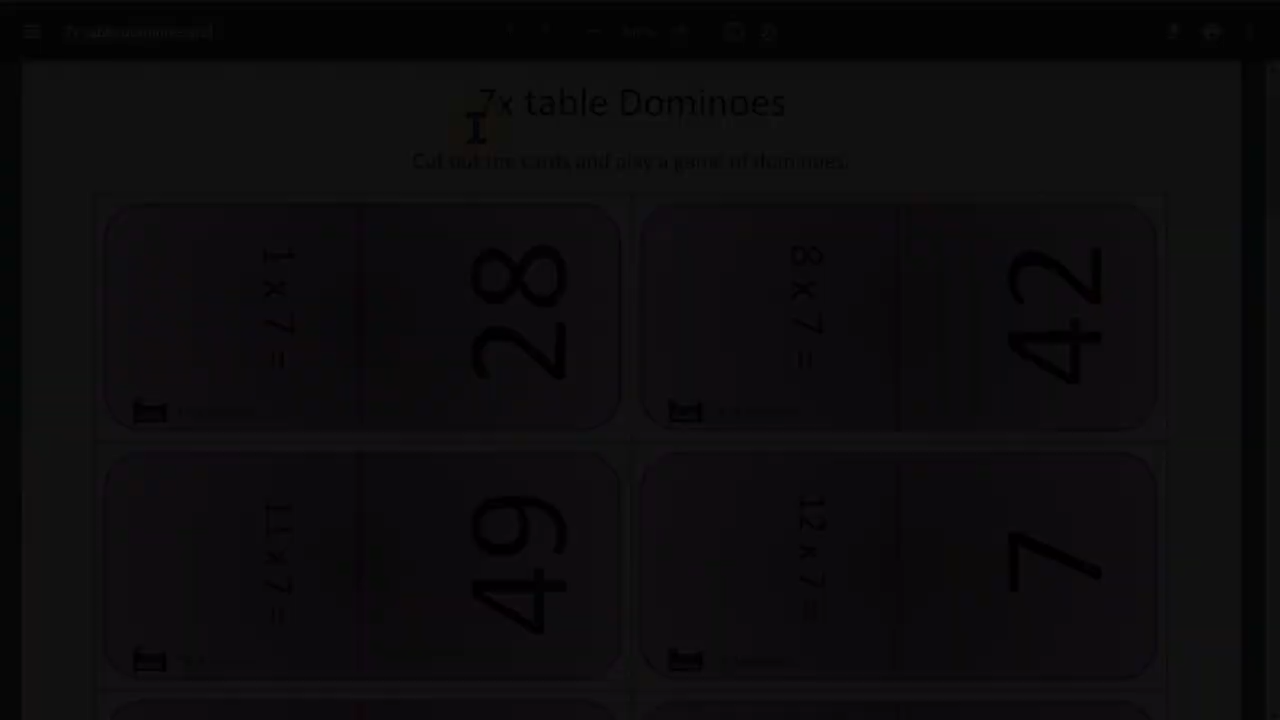 7x table Dominoes
Cut out the cards and play a game of dominoes.
1 x 7 =
28
8 x 7 =
42
11 x 7 =
49
12 x 7 =
7